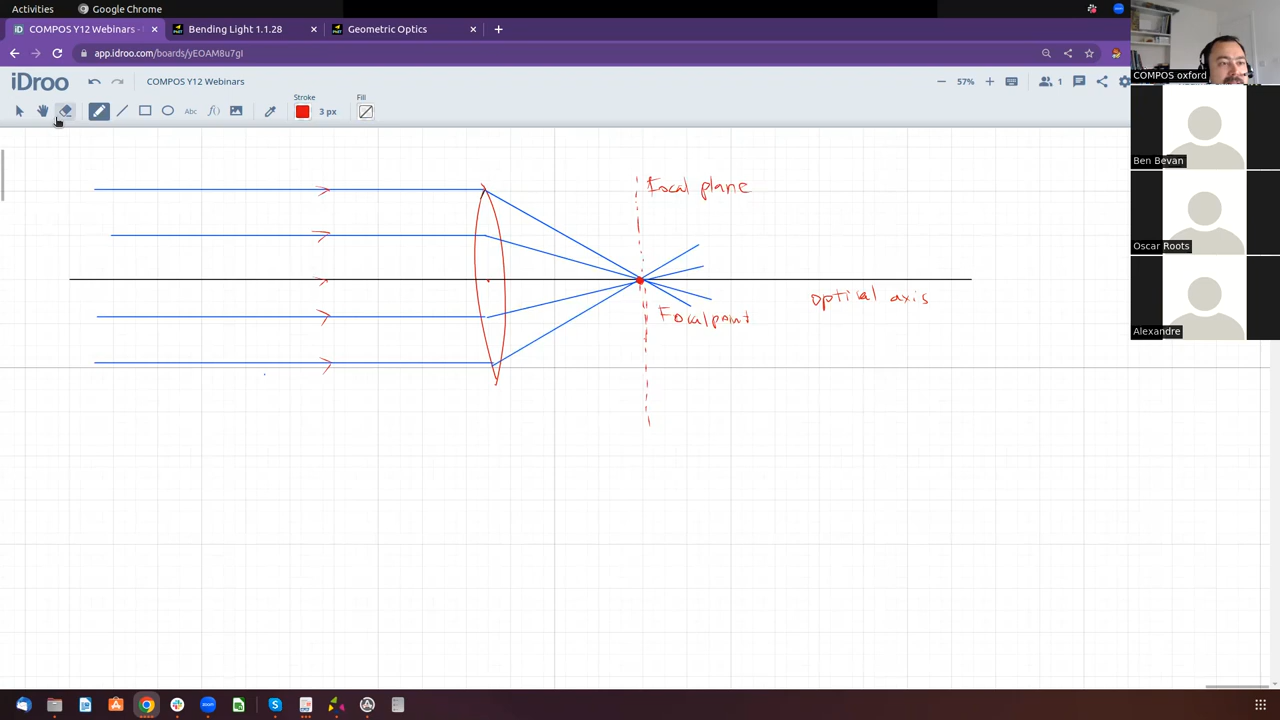 Activities
Google Chrome
COMPOS Y12 Webinars -
Bending Light 1.1.28
Geometric Optics
app.idroo.com/boards/yEOAM8u7gI
iDroo
COMPOS Y12 Webinars
57%
1
Abc
f()
Stroke
3 px
Fill
COMPOS oxford
Ben Bevan
Oscar Roots
Alexandre
Focal plane
optical axis
Focal point